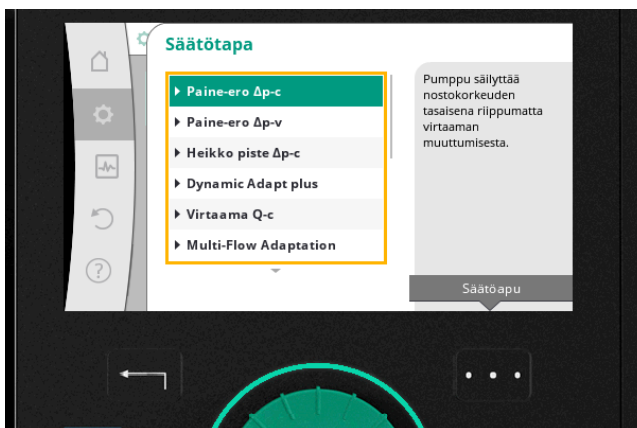 Säätötapa
Paine-ero Δp-c
Paine-ero Δp-v
Heikko piste Δp-c
Dynamic Adapt plus
Virtaama Q-c
Multi-Flow Adaptation
Pumppu säilyttää
nostokorkeuden
tasaisena riippumatta
virtaaman
muuttumisesta.
Säätöapu